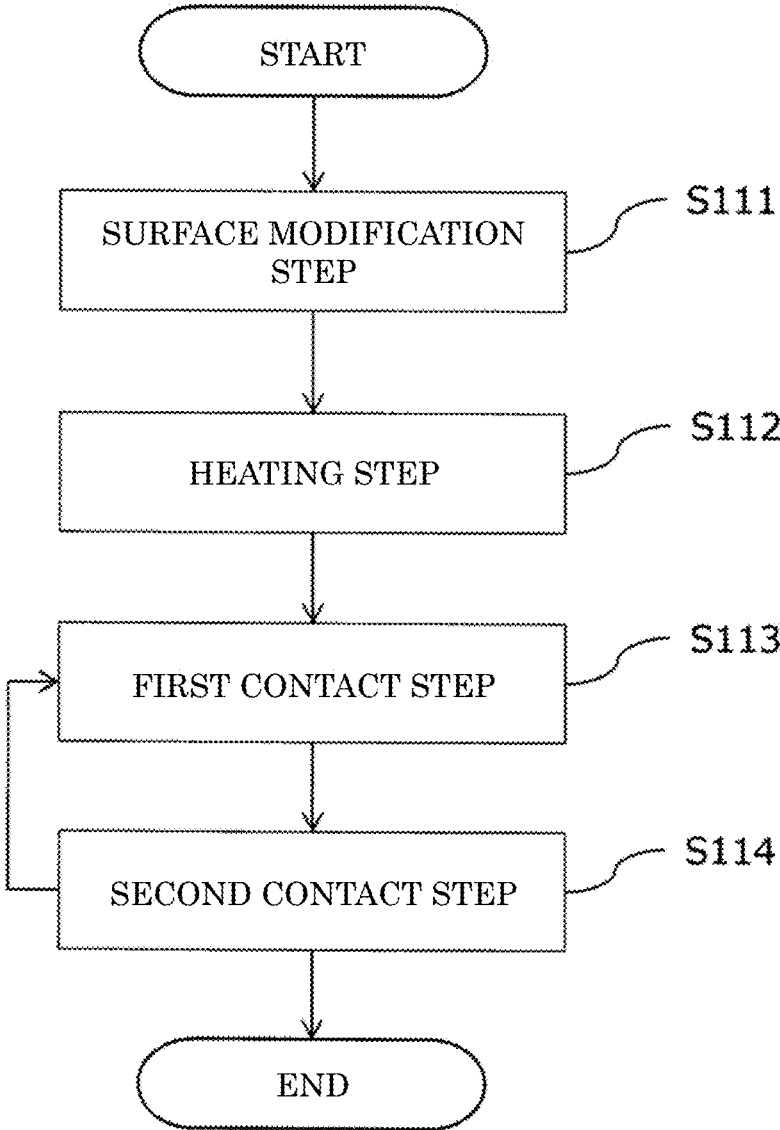 START
S111
SURFACE MODIFICATION
STEP
S112
HEATING STEP
S113
FIRST CONTACT STEP
S114
SECOND CONTACT STEP
END